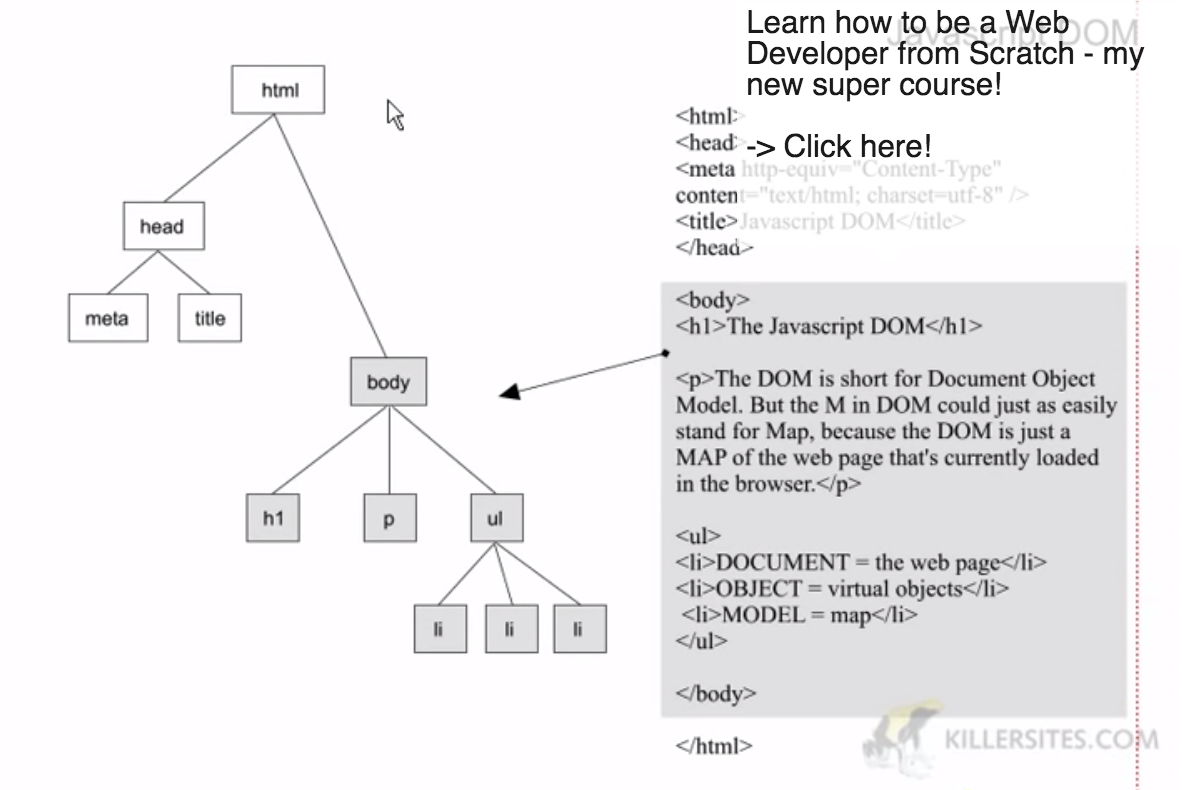 Javascript DOM
Learn how to be a Web
Developer from Scratch - my
new super course!
-> Click here!
html
head
meta
title
body
h1
p
ul
li
li
li
<html>
<head>
<meta http-equiv="Content-Type"
content="text/html; charset=utf-8" />
<title>Javascript DOM</title>
</head>
<body>
<h1>The Javascript DOM</h1>
<p>The DOM is short for Document Object
Model. But the M in DOM could just as easily
stand for Map, because the DOM is just a
MAP of the web page that's currently loaded
in the browser.</p>
<ul>
<li>DOCUMENT = the web page</li>
<li>OBJECT = virtual objects</li>
<li>MODEL = map</li>
</ul>
</body>
</html>
KILLERSITES.COM